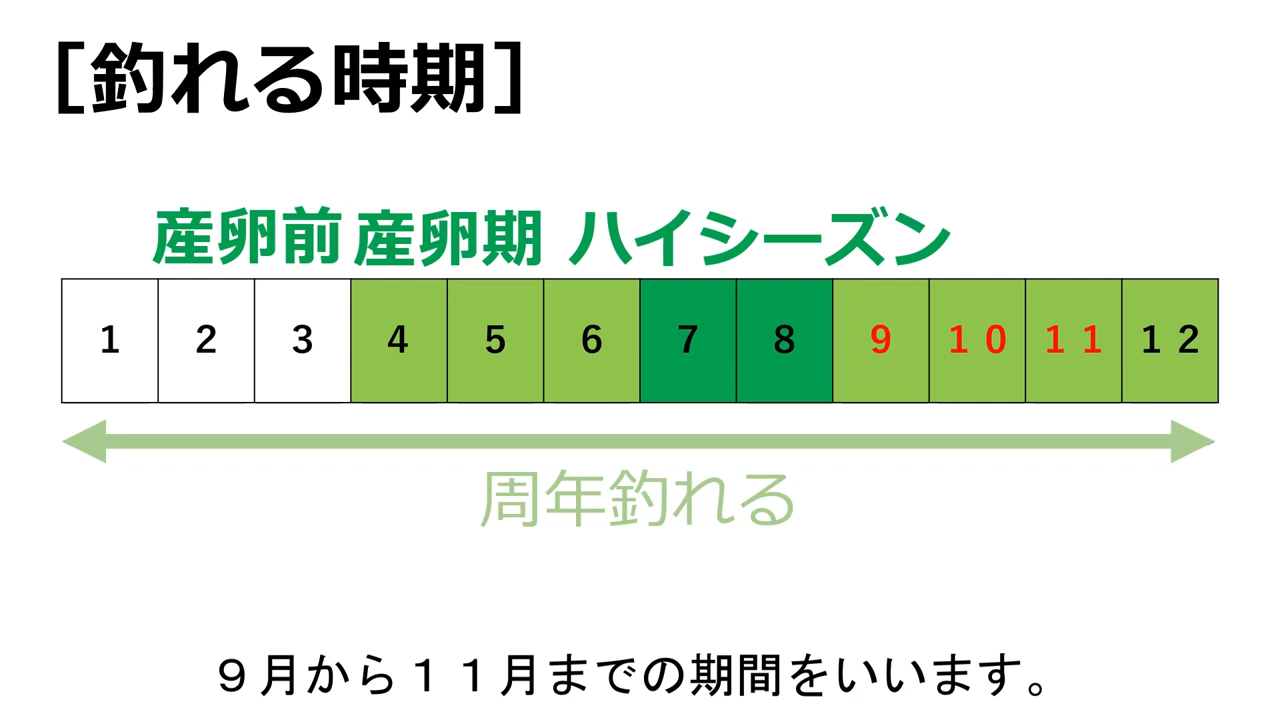 [釣れる時期]
産卵前 産卵期 ハイシーズン
1 2 3 4 5 6 7 8 9 10 11 12
周年釣れる
9月から11月までの期間をいいます。